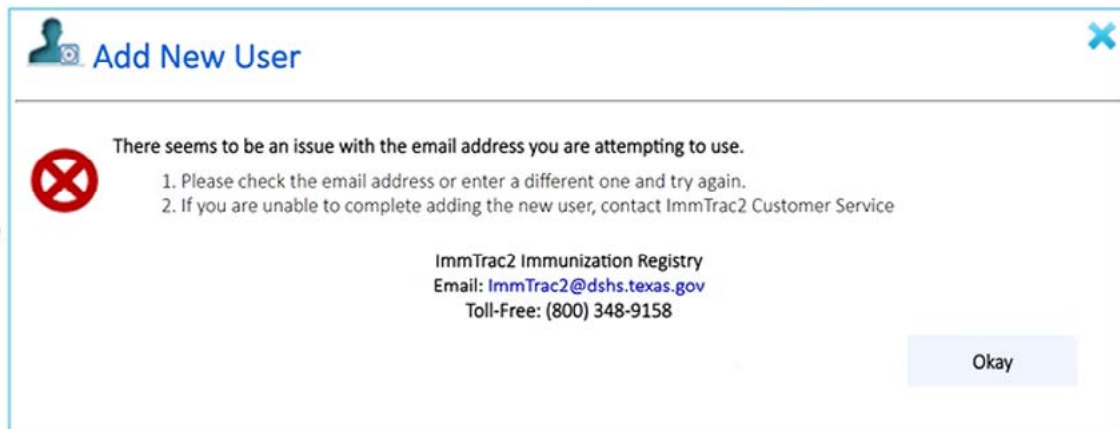 Add New User
There seems to be an issue with the email address you are attempting to use.
1. Please check the email address or enter a different one and try again.
2. If you are unable to complete adding the new user, contact ImmTrac2 Customer Service
ImmTrac2 Immunization Registry
Email: ImmTrac2@dshs.texas.gov
Toll-Free: (800) 348-9158
Okay